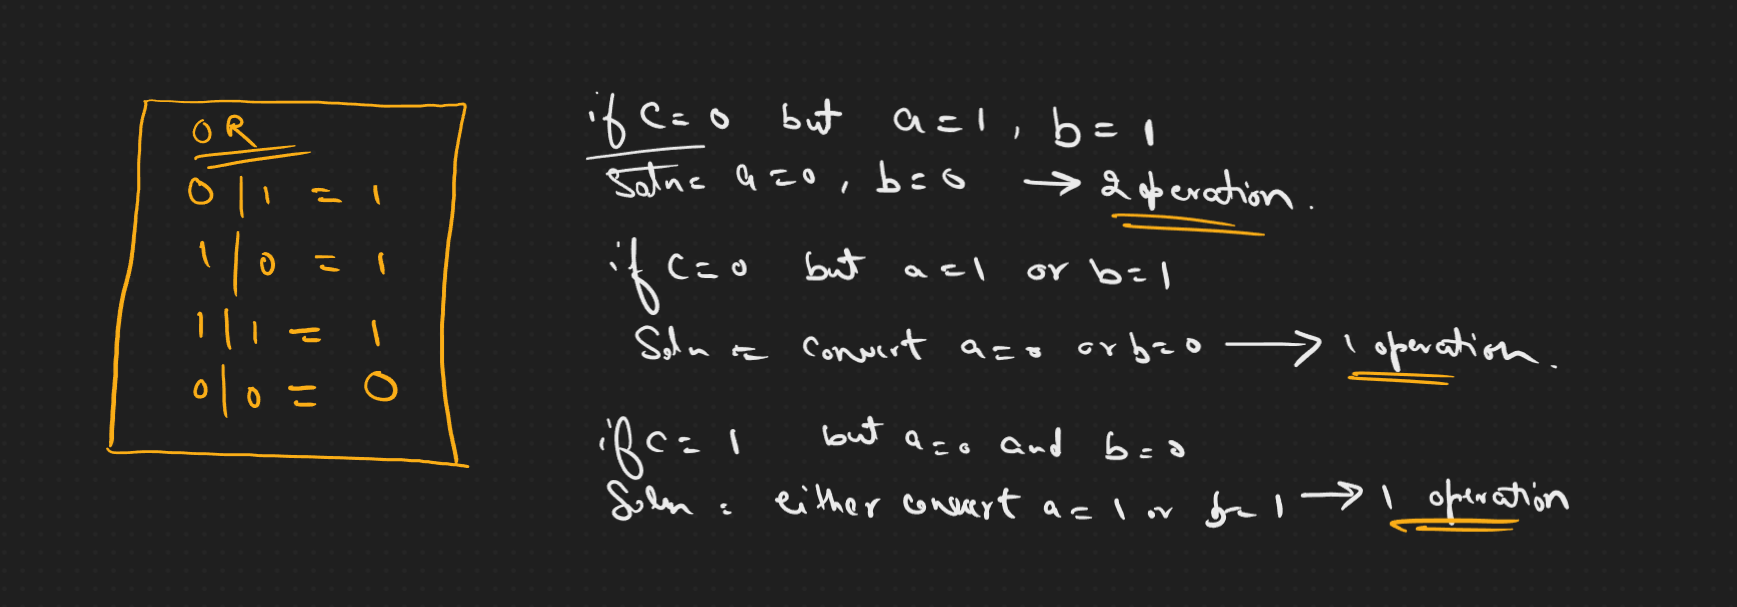 OR
0 | 1 = 1
1 | 0 = 1
1 | 1 = 1
0 | 0 = 0
if C = 0 but a = 1, b = 1
Soln = a = 0, b = 0 → 2 operation.
if C = 0 but a = 1 or b = 1
Soln = convert a = 0 or b = 0 → 1 operation.
if C = 1 but a = 0 and b = 0
Soln = either convert a = 1 or b = 1 → 1 operation